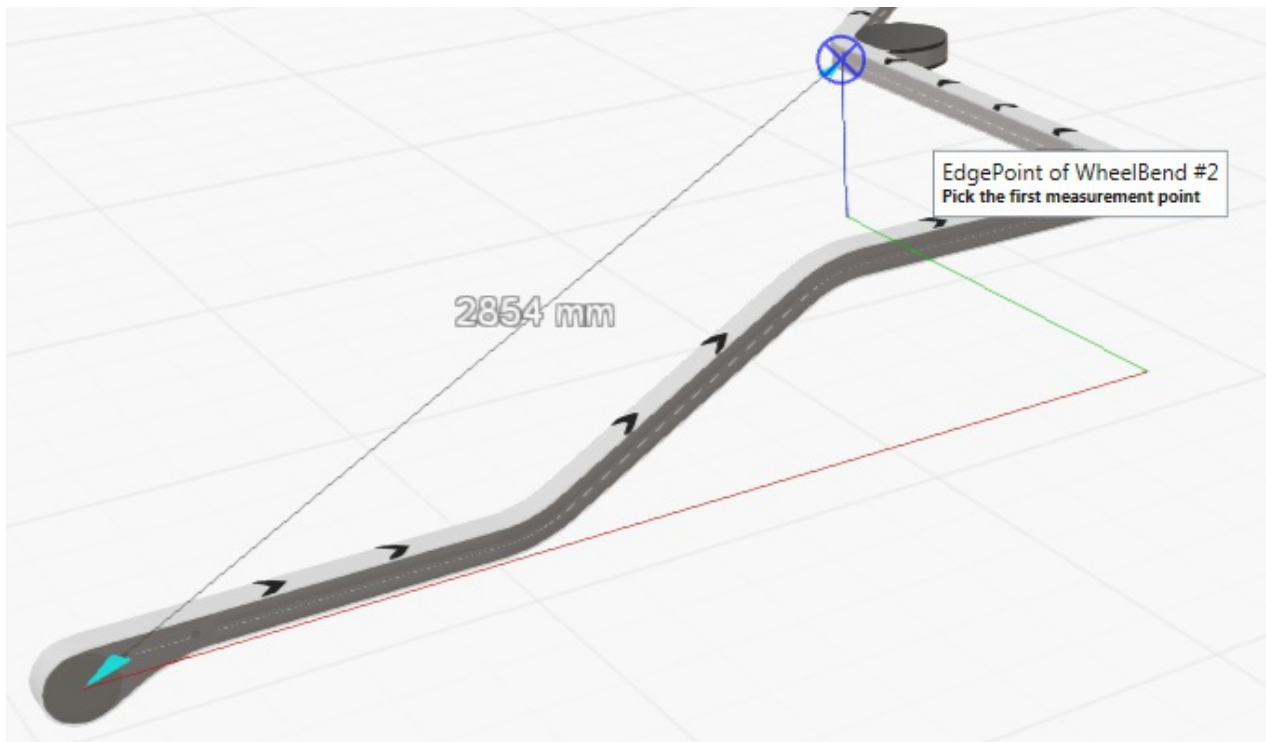 EdgePoint of WheelBend #2
Pick the first measurement point
2854 mm